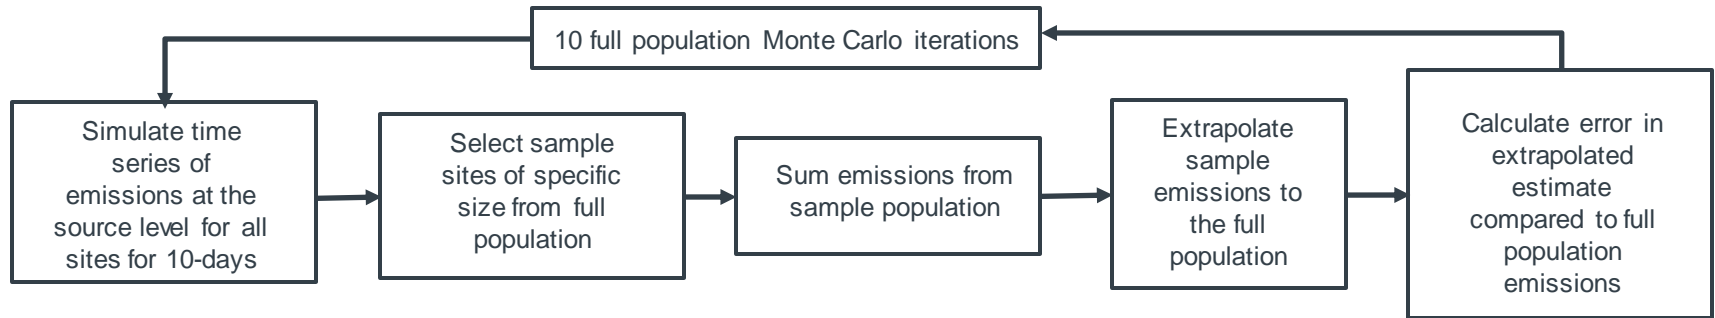 10 full population Monte Carlo iterations
Simulate time
series of
emissions at the
source level for all
sites for 10-days
Select sample
sites of specific
size from full
population
Sum emissions from
sample population
Extrapolate
sample
emissions to
the full
population
Calculate error in
extrapolated
estimate
compared to full
population
emissions